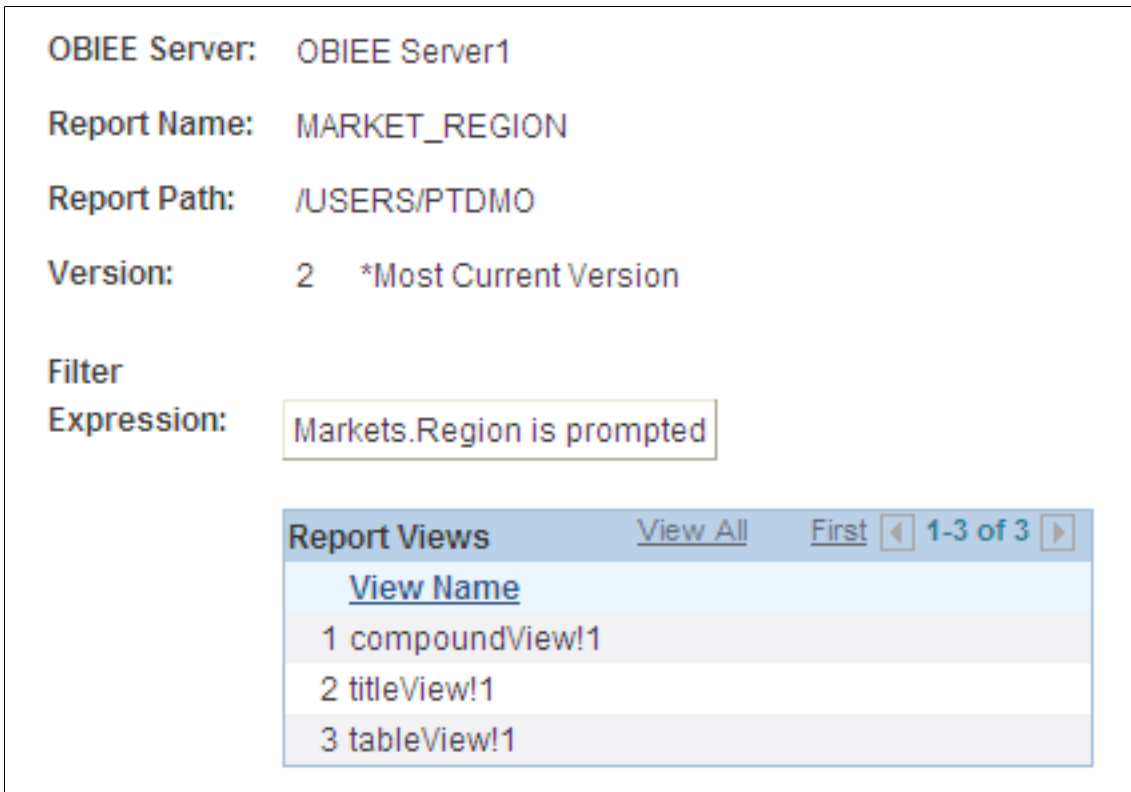 OBIEE Server: OBIEE Server1
Report Name: MARKET_REGION
Report Path: /USERS/PTDMO
Version: 2 *Most Current Version
Filter
Expression: Markets.Region is prompted
Report Views View All First 1-3 of 3
View Name
1 compoundView!1
2 titleView!1
3 tableView!1